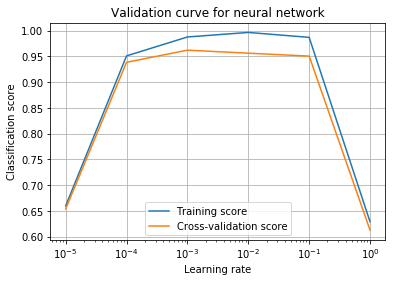 Validation curve for neural network
Classification score
1.00
0.95
0.90
0.85
0.80
0.75
0.70
0.65
0.60
Training score
Cross-validation score
10⁻⁵ 10⁻⁴ 10⁻³ 10⁻² 10⁻¹ 10⁰
Learning rate